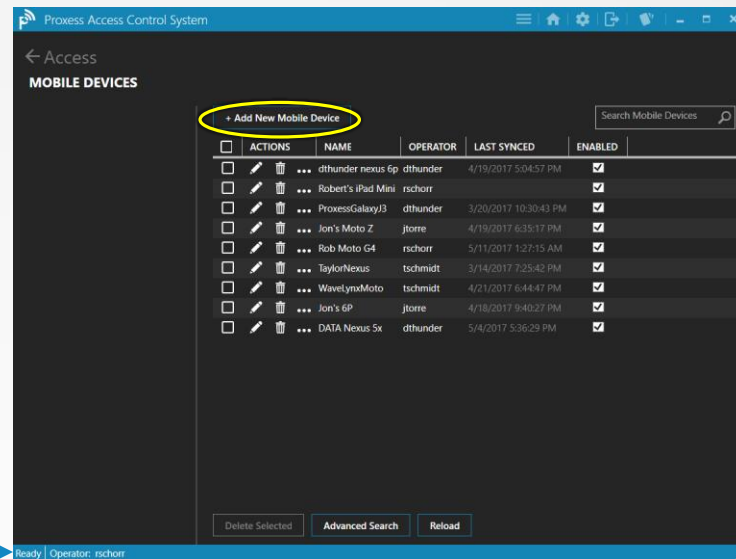 Proxess Access Control System
Access
MOBILE DEVICES
+ Add New Mobile Device
Search Mobile Devices
ACTIONS NAME OPERATOR LAST SYNCED ENABLED
... dthunder nexus 6p dthunder 4/19/2017 5:04:57 PM
... Robert's iPad Mini rschorr
... ProxessGalaxyJ3 dthunder 3/20/2017 10:30:43 PM
... Jon's Moto Z jtorre 4/19/2017 6:35:17 PM
... Rob Moto G4 rschorr 5/11/2017 1:27:15 AM
... TaylorNexus tschmidt 3/14/2017 7:25:42 PM
... WaveLynxMoto tschmidt 4/21/2017 6:44:47 PM
... Jon's 6P jtorre 4/18/2017 9:40:27 PM
... DATA Nexus 5x dthunder 5/4/2017 5:36:29 PM
Delete Selected Advanced Search Reload
Ready Operator: rschorr